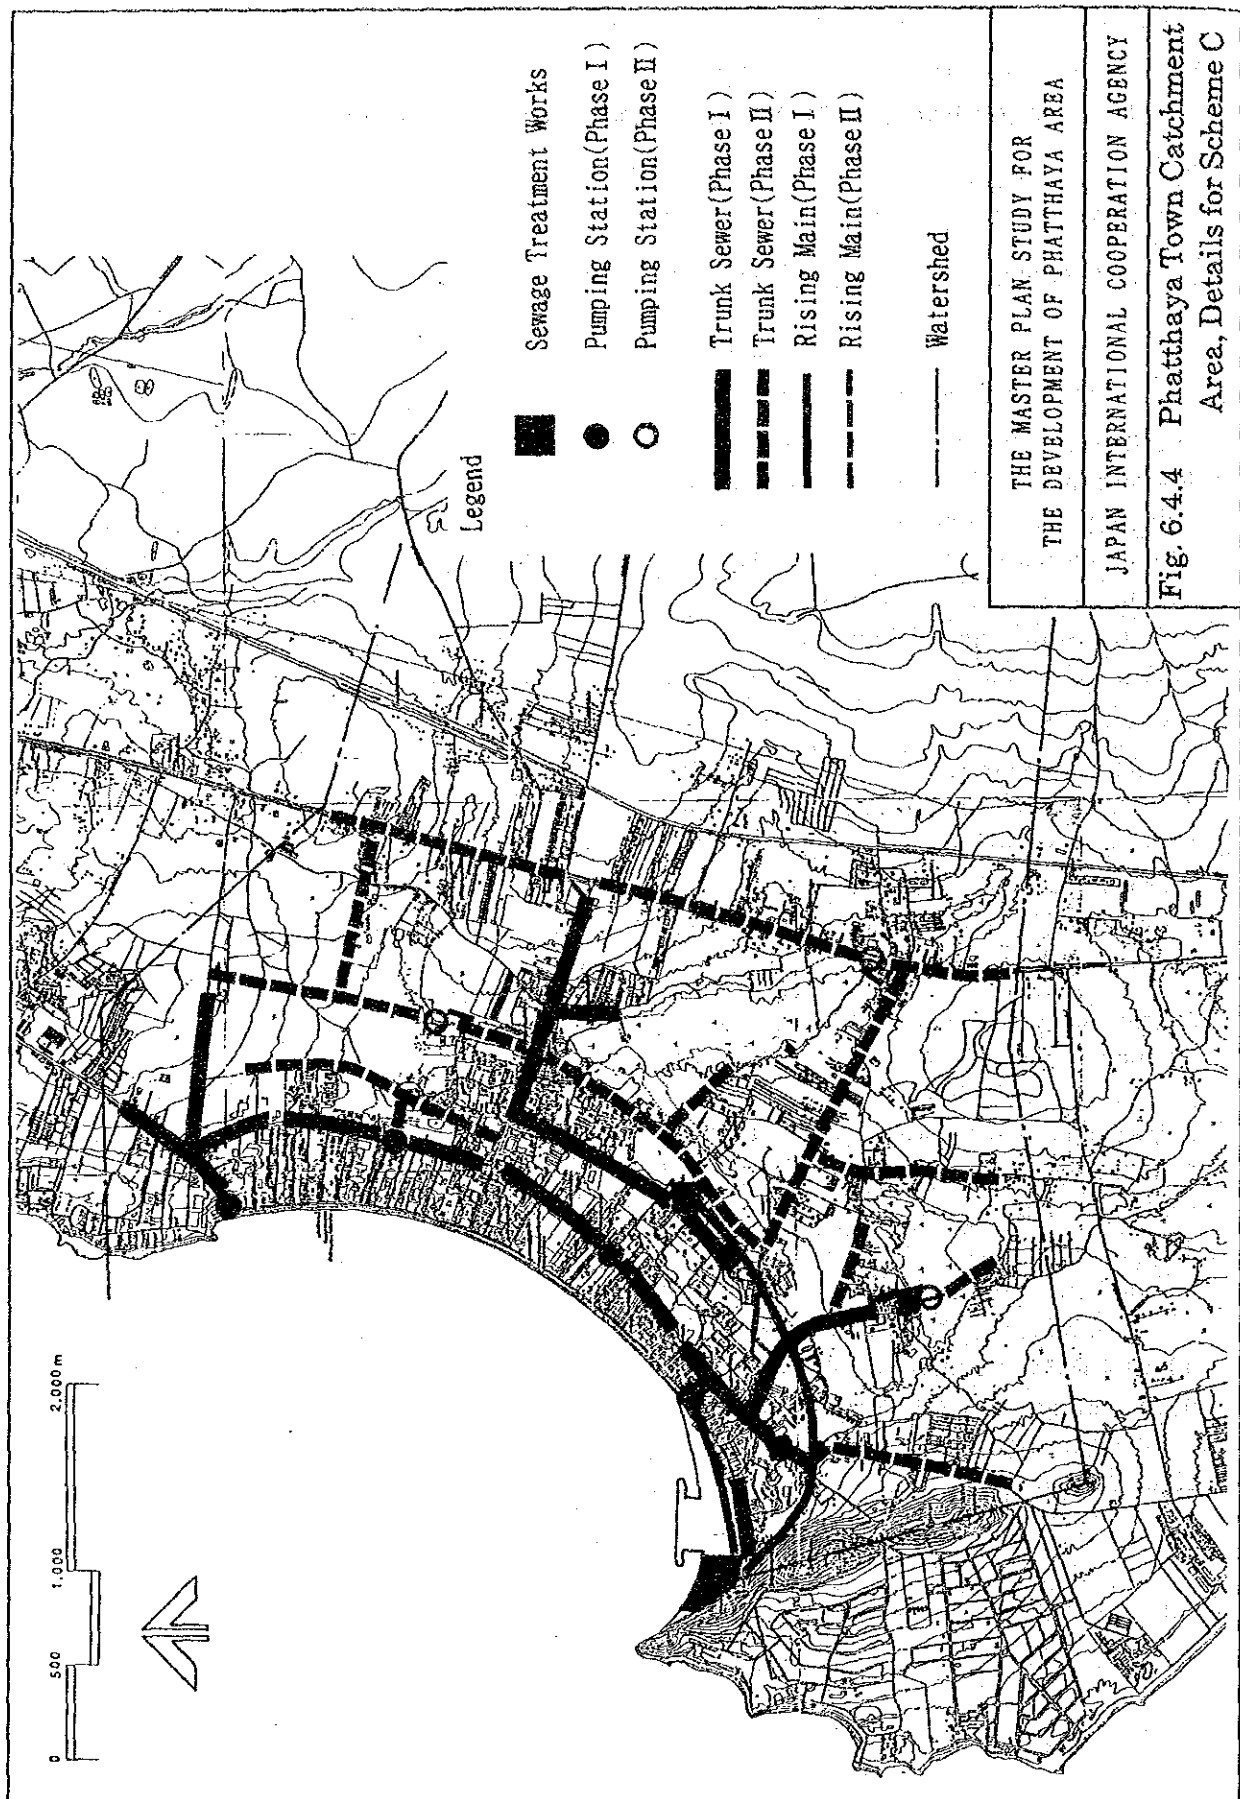 0 500 1,000 2,000m
Legend
Sewage Treatment Works
Pumping Station(Phase I)
Pumping Station(Phase II)
Trunk Sewer(Phase I)
Trunk Sewer(Phase II)
Rising Main(Phase I)
Rising Main(Phase II)
Watershed
THE MASTER PLAN STUDY FOR
THE DEVELOPMENT OF PHATTHAYA AREA
JAPAN INTERNATIONAL COOPERATION AGENCY
Fig. 6.4.4 Phatthaya Town Catchment
Area, Details for Scheme C